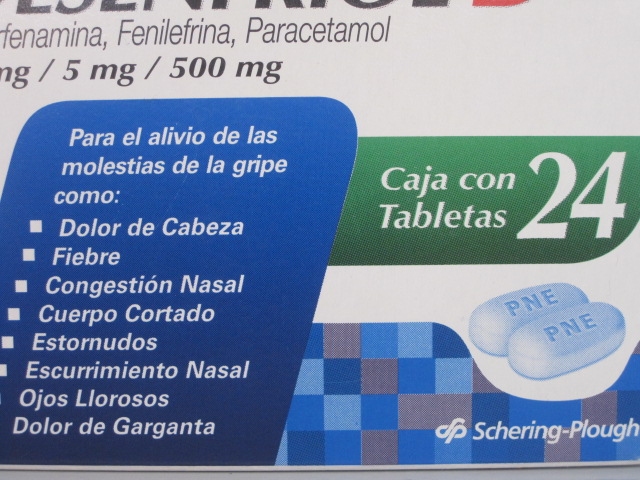 rfenamina, Fenilefrina, Paracetamol
mg / 5 mg / 500 mg
Para el alivio de las
molestias de la gripe
como:
Dolor de Cabeza
Fiebre
Congestión Nasal
Cuerpo Cortado
Estornudos
Escurrimiento Nasal
Ojos Llorosos
Dolor de Garganta
Caja con 24
Tabletas
PNE
PNE
Schering-Plough